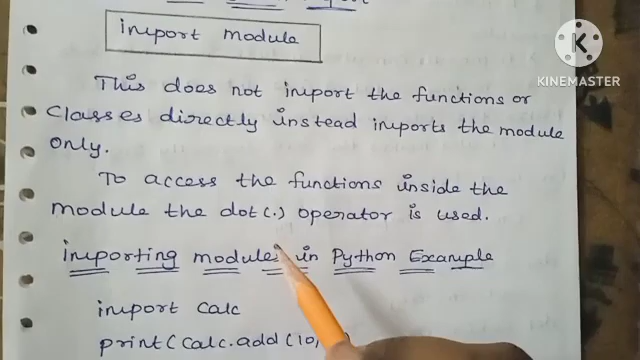 import module
KINEMASTER
This does not import the functions or
Classes directly instead imports the module
only.
To access the functions inside the
module the dot (.) operator is used.
importing modules in Python Example
import Calc
print(Calc.add(10,